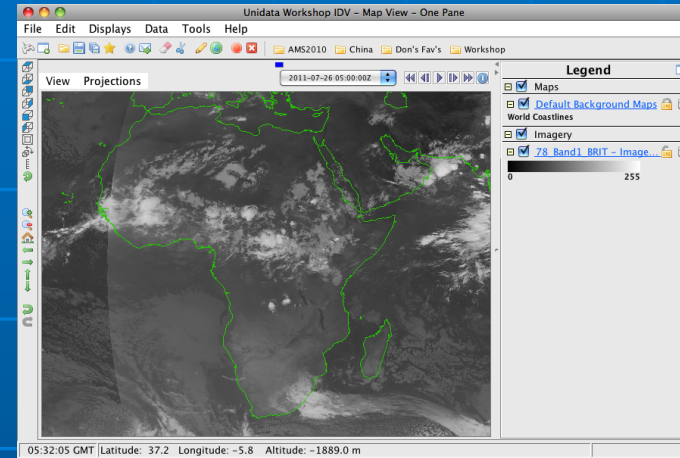 Unidata Workshop IDV - Map View - One Pane
File Edit Displays Data Tools Help
AMS2010 China Don's Fav's Workshop
View Projections
2011-07-26 05:00:00Z
Legend
Maps
Default Background Maps
World Coastlines
Imagery
78 Band1_BRIT - Image...
0 255
05:32:05 GMT Latitude: 37.2 Longitude: -5.8 Altitude: -1889.0 m